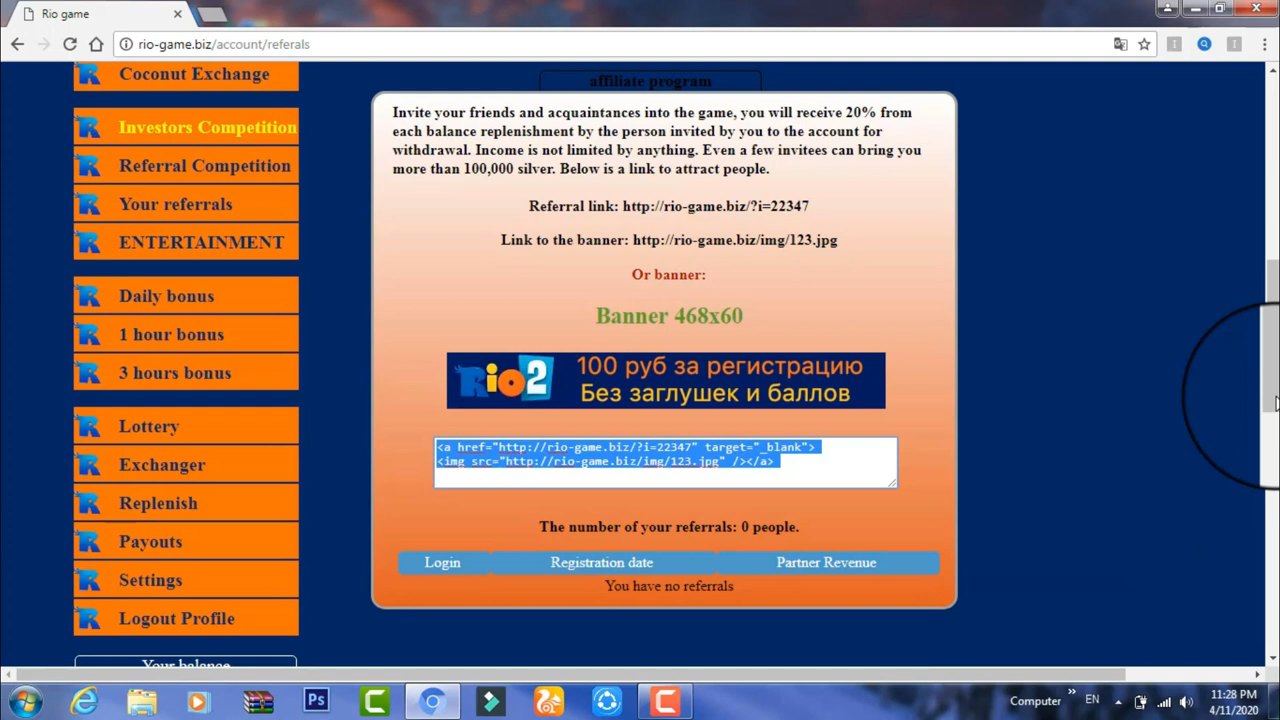 Rio game
rio-game.biz/account/referals
Coconut Exchange
Investors Competition
Referral Competition
Your referrals
ENTERTAINMENT
Daily bonus
1 hour bonus
3 hours bonus
Lottery
Exchanger
Replenish
Payouts
Settings
Logout Profile
Your balance
affiliate program
Invite your friends and acquaintances into the game, you will receive 20% from
each balance replenishment by the person invited by you to the account for
withdrawal. Income is not limited by anything. Even a few invitees can bring you
more than 100,000 silver. Below is a link to attract people.
Referral link: http://rio-game.biz/?i=22347
Link to the banner: http://rio-game.biz/img/123.jpg
Or banner:
Banner 468x60
Rio2
100 руб за регистрацию
Без заглушек и баллов
<a href="http://rio-game.biz/?i=22347" target="_blank">
<img src="http://rio-game.biz/img/123.jpg" /></a>
The number of your referrals: 0 people.
Login Registration date Partner Revenue
You have no referrals
Ps
Computer
EN
11:28 PM
4/11/2020